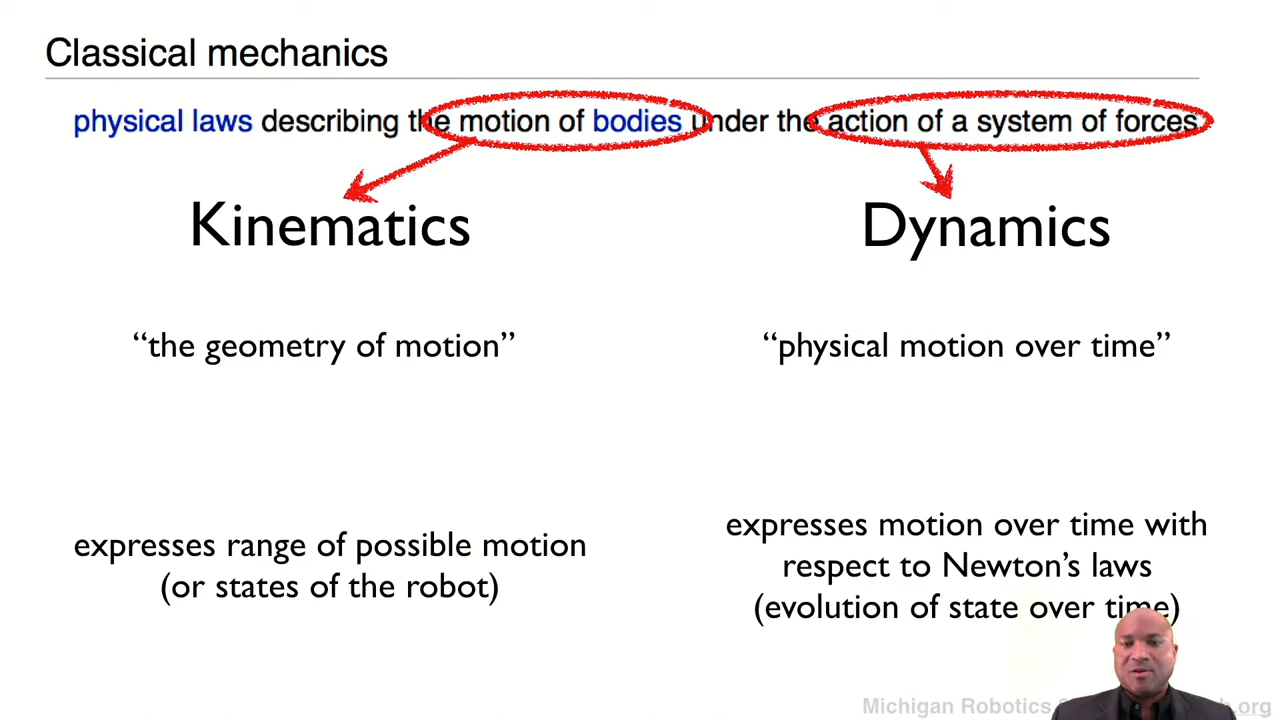 Classical mechanics
physical laws describing the motion of bodies under the action of a system of forces
Kinematics
Dynamics
“the geometry of motion”
“physical motion over time”
expresses range of possible motion
(or states of the robot)
expresses motion over time with
respect to Newton’s laws
(evolution of state over time)
Michigan Robotics .org